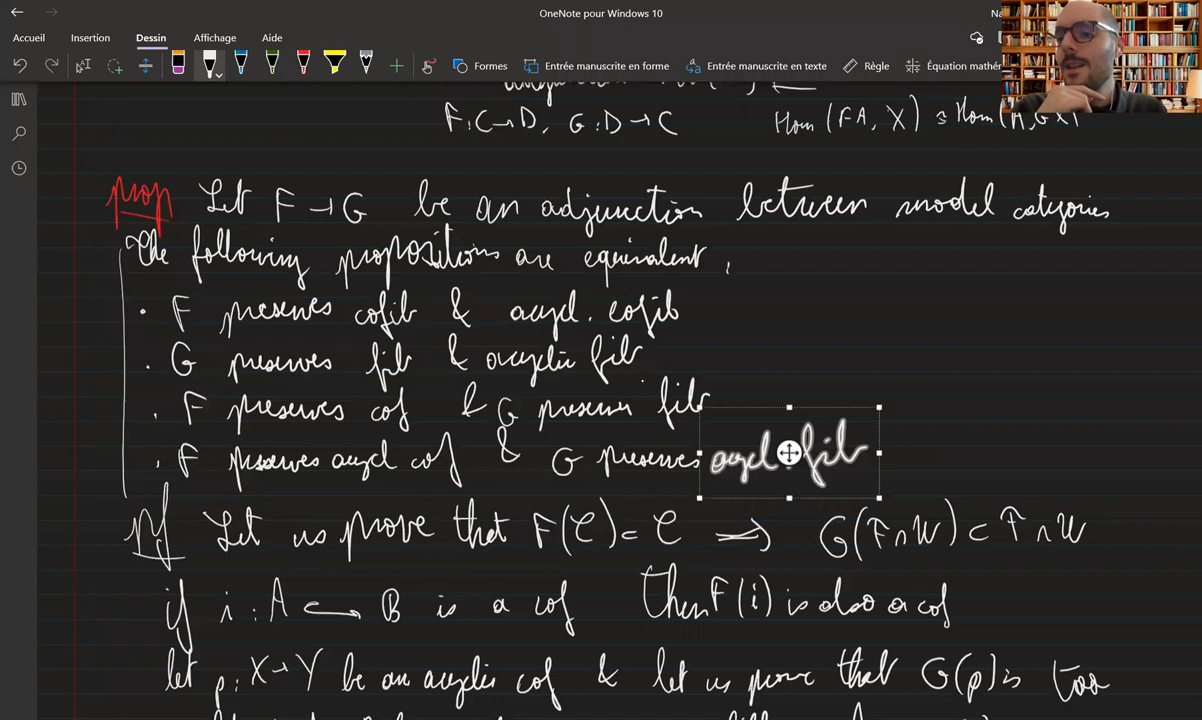 OneNote pour Windows 10
Accueil Insertion Dessin Affichage Aide
Formes Entrée manuscrite en forme Entrée manuscrite en texte Règle Équation mathér
F: C → D, G: D → C Hom (FA, X) ≅ Hom (A, GX)
prop Let F ⊣ G be an adjunction between model categories
The following propositions are equivalent,
· F preserves cofib & acycl. cofib
· G preserves fib & acyclic fib
· F preserves cof & G preserves fib
· F preserves acycl cof & G preserves acycl fib
pf Let us prove that F(C) ⊂ C ⇒ G(F∩W) ⊂ F∩W
if i: A ↪ B is a cof then F(i) is also a cof
let p: X → Y be an acyclic cof & let us prove that G(p) is too